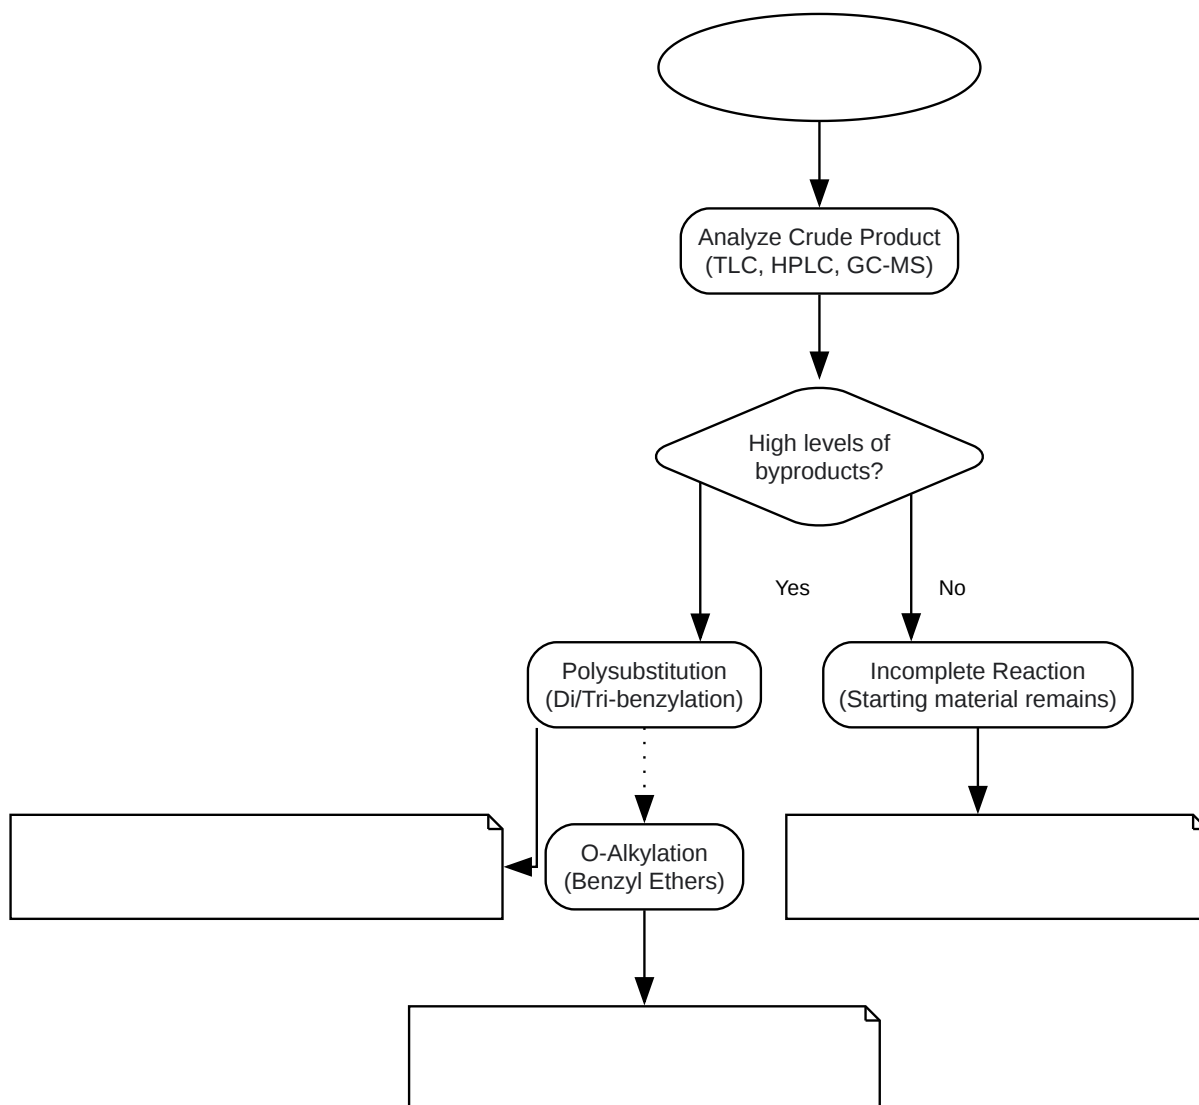 Analyze Crude Product
(TLC, HPLC, GC-MS)
High levels of
byproducts?
Yes
No
Polysubstitution
(Di/Tri-benzylation)
Incomplete Reaction
(Starting material remains)
O-Alkylation
(Benzyl Ethers)